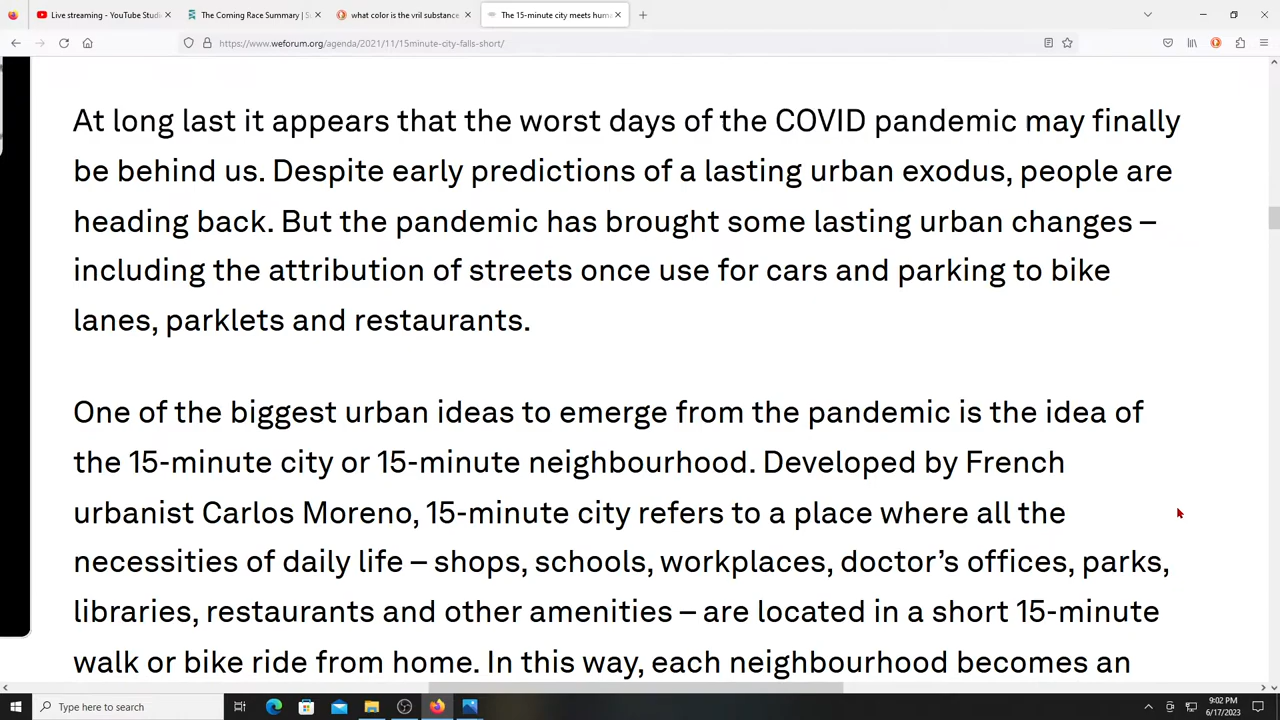 Live streaming - YouTube Studi
The Coming Race Summary | S
what color is the vril substance
The 15-minute city meets huma
https://www.weforum.org/agenda/2021/11/15minute-city-falls-short/
At long last it appears that the worst days of the COVID pandemic may finally
be behind us. Despite early predictions of a lasting urban exodus, people are
heading back. But the pandemic has brought some lasting urban changes –
including the attribution of streets once use for cars and parking to bike
lanes, parklets and restaurants.
One of the biggest urban ideas to emerge from the pandemic is the idea of
the 15-minute city or 15-minute neighbourhood. Developed by French
urbanist Carlos Moreno, 15-minute city refers to a place where all the
necessities of daily life – shops, schools, workplaces, doctor’s offices, parks,
libraries, restaurants and other amenities – are located in a short 15-minute
walk or bike ride from home. In this way, each neighbourhood becomes an
Type here to search
9:02 PM
6/17/2023